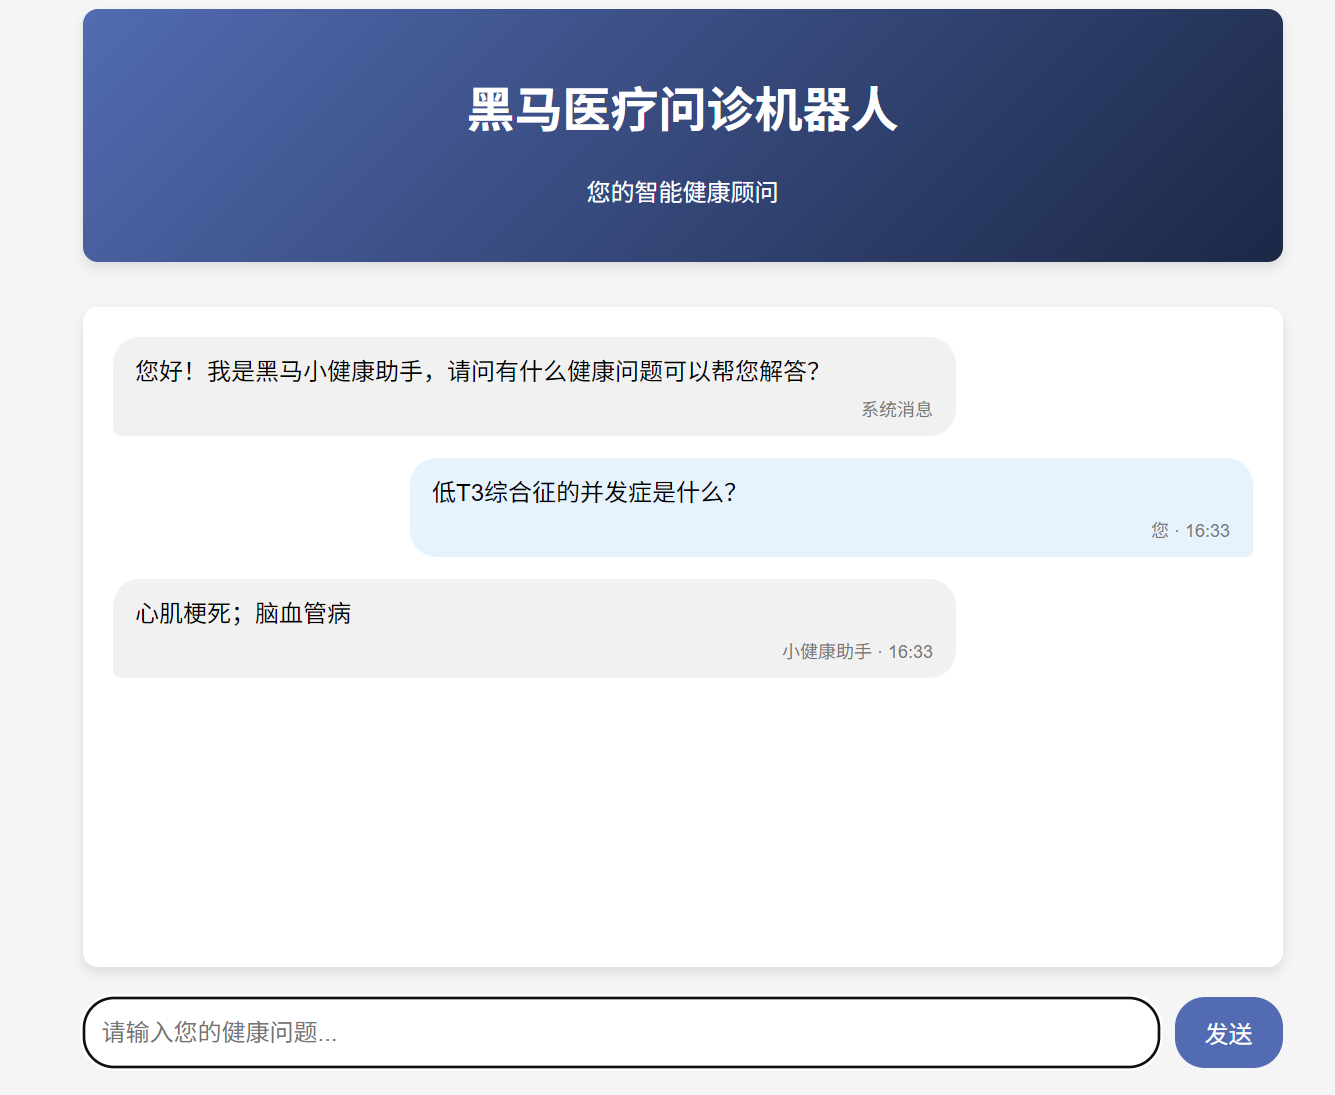 黑马医疗问诊机器人
您的智能健康顾问
您好！我是黑马小健康助手，请问有什么健康问题可以帮您解答？
系统消息
低T3综合征的并发症是什么？
您 · 16:33
心肌梗死；脑血管病
小健康助手 · 16:33
请输入您的健康问题...
发送